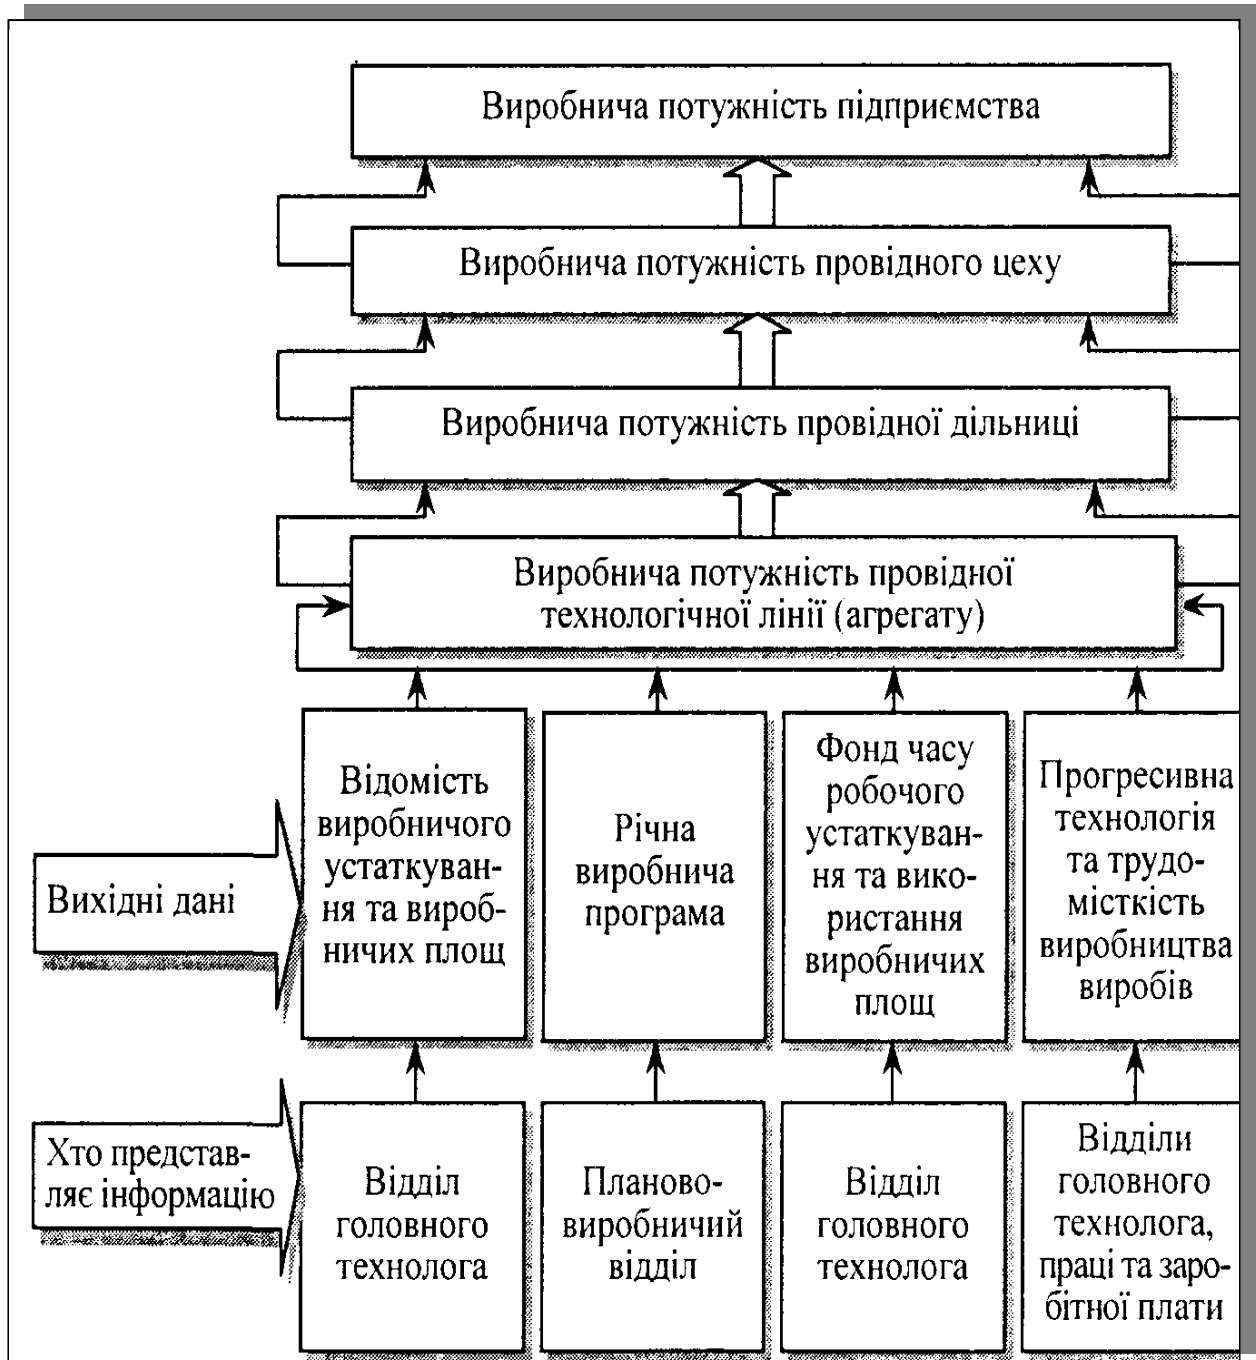 Виробнича потужність підприємства
Виробнича потужність провідного цеху
Виробнича потужність провідної дільниці
Виробнича потужність провідної
технологічної лінії (агрегату)
Вихідні дані
Відомість
виробничого
устаткуван-
ня та вироб-
ничих площ
Річна
виробнича
програма
Фонд часу
робочого
устаткуван-
ня та вико-
ристання
виробничих
площ
Прогресивна
технологія
та трудо-
місткість
виробництва
виробів
Хто представ-
ляє інформацію
Відділ
головного
технолога
Планово-
виробничий
відділ
Відділ
головного
технолога
Відділи
головного
технолога,
праці та заро-
бітної плати